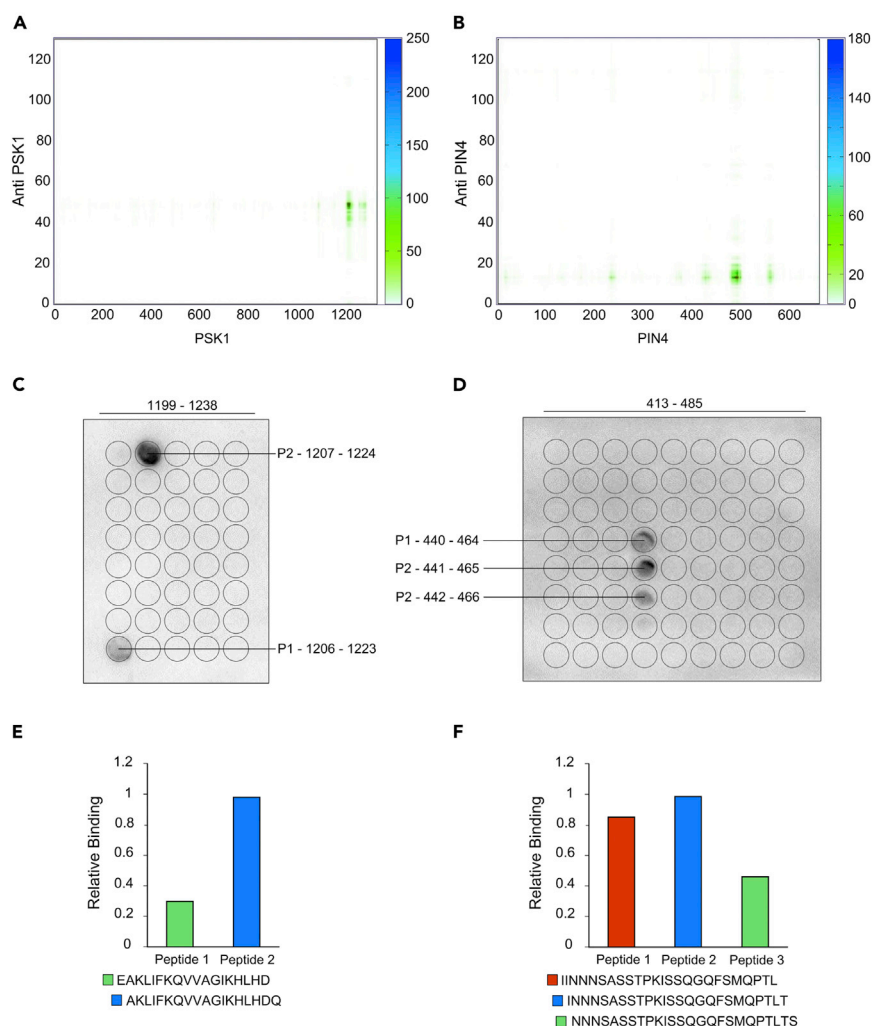 A
B
120
100
80
60
40
20
0
Anti PSK1
0 200 400 600 800 1000 1200
PSK1
250
200
150
100
50
0
120
100
80
60
40
20
0
Anti PIN4
0 100 200 300 400 500 600
PIN4
180
160
140
120
100
80
60
40
20
0
C
D
1199 - 1238
P2 - 1207 - 1224
P1 - 1206 - 1223
413 - 485
P1 - 440 - 464
P2 - 441 - 465
P2 - 442 - 466
E
F
1.2
1
0.8
0.6
0.4
0.2
0
Relative Binding
Peptide 1 Peptide 2
EAKLIFKQVVAGIKHLHD
AKLIFKQVVAGIKHLHDQ
1.2
1
0.8
0.6
0.4
0.2
0
Relative Binding
Peptide 1 Peptide 2 Peptide 3
IINNNSASSTPKISSQGQFSMQPTL
INNNSASSTPKISSQGQFSMQPTLT
NNNSASSTPKISSQGQFSMQPTLTS